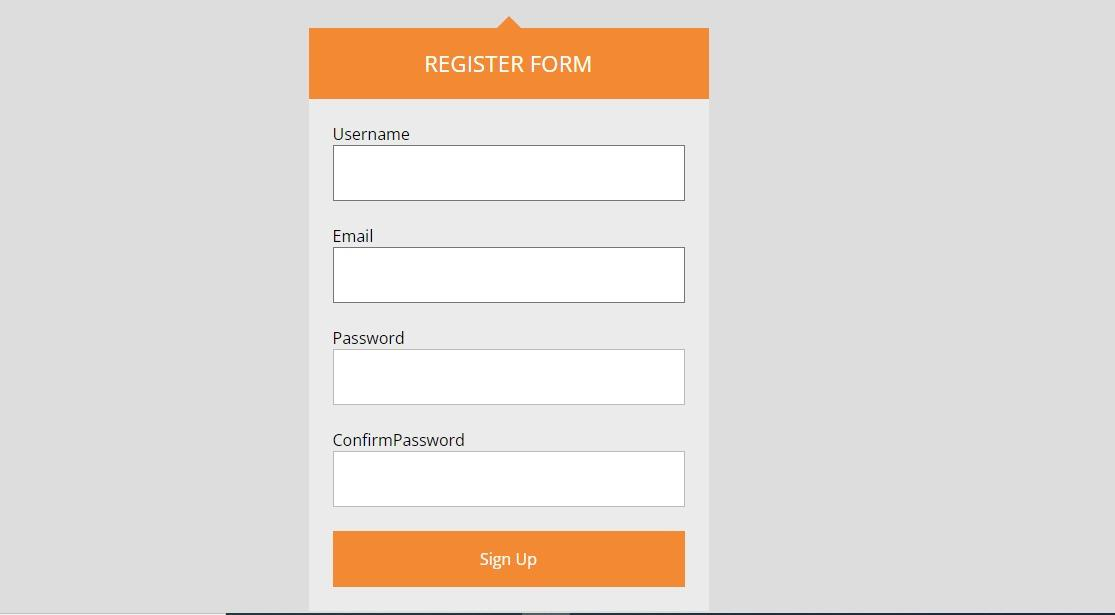 REGISTER FORM
Username
Email
Password
ConfirmPassword
Sign Up